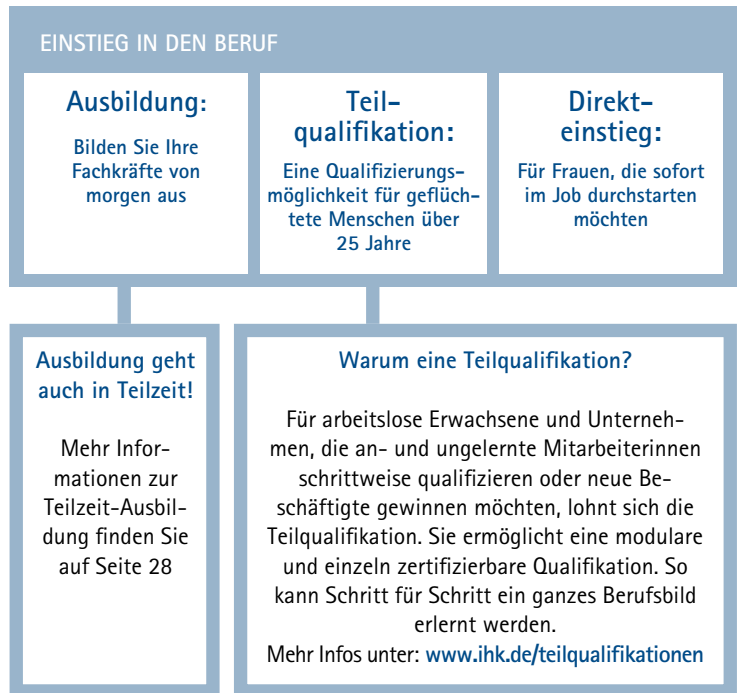 EINSTIEG IN DEN BERUF
Ausbildung:
Bilden Sie Ihre
Fachkräfte von
morgen aus
Teil-
qualifikation:
Eine Qualifizierungs-
möglichkeit für geflüch-
tete Menschen über
25 Jahre
Direkt-
einstieg:
Für Frauen, die sofort
im Job durchstarten
möchten
Ausbildung geht
auch in Teilzeit!
Mehr Infor-
mationen zur
Teilzeit-Ausbil-
dung finden Sie
auf Seite 28
Warum eine Teilqualifikation?
Für arbeitslose Erwachsene und Unterneh-
men, die an- und ungelernte Mitarbeiterinnen
schrittweise qualifizieren oder neue Be-
schäftigte gewinnen möchten, lohnt sich die
Teilqualifikation. Sie ermöglicht eine modulare
und einzeln zertifizierbare Qualifikation. So
kann Schritt für Schritt ein ganzes Berufsbild
erlernt werden.
Mehr Infos unter: www.ihk.de/teilqualifikationen